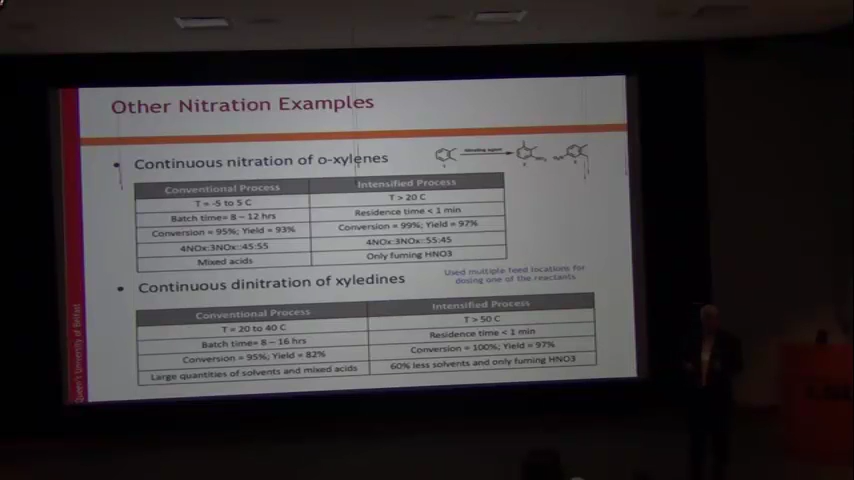 Other Nitration Examples
• Continuous nitration of o-xylenes
Conventional Process Intensified Process
T = -5 to 5 C T > 20 C
Batch time= 8 – 12 hrs Residence time < 1 min
Conversion = 95%; Yield = 93% Conversion = 99%; Yield = 97%
4NOx:3NOx::45:55 4NOx:3NOx::55:45
Mixed acids Only fuming HNO3
Used multiple feed locations for
dosing one of the reactants
• Continuous dinitration of xyledines
Conventional Process Intensified Process
T = 20 to 40 C T > 50 C
Batch time= 8 – 16 hrs Residence time < 1 min
Conversion = 95%; Yield = 82% Conversion = 100%; Yield = 97%
Large quantities of solvents and mixed acids 60% less solvents and only fuming HNO3
Queen's University of Belfast